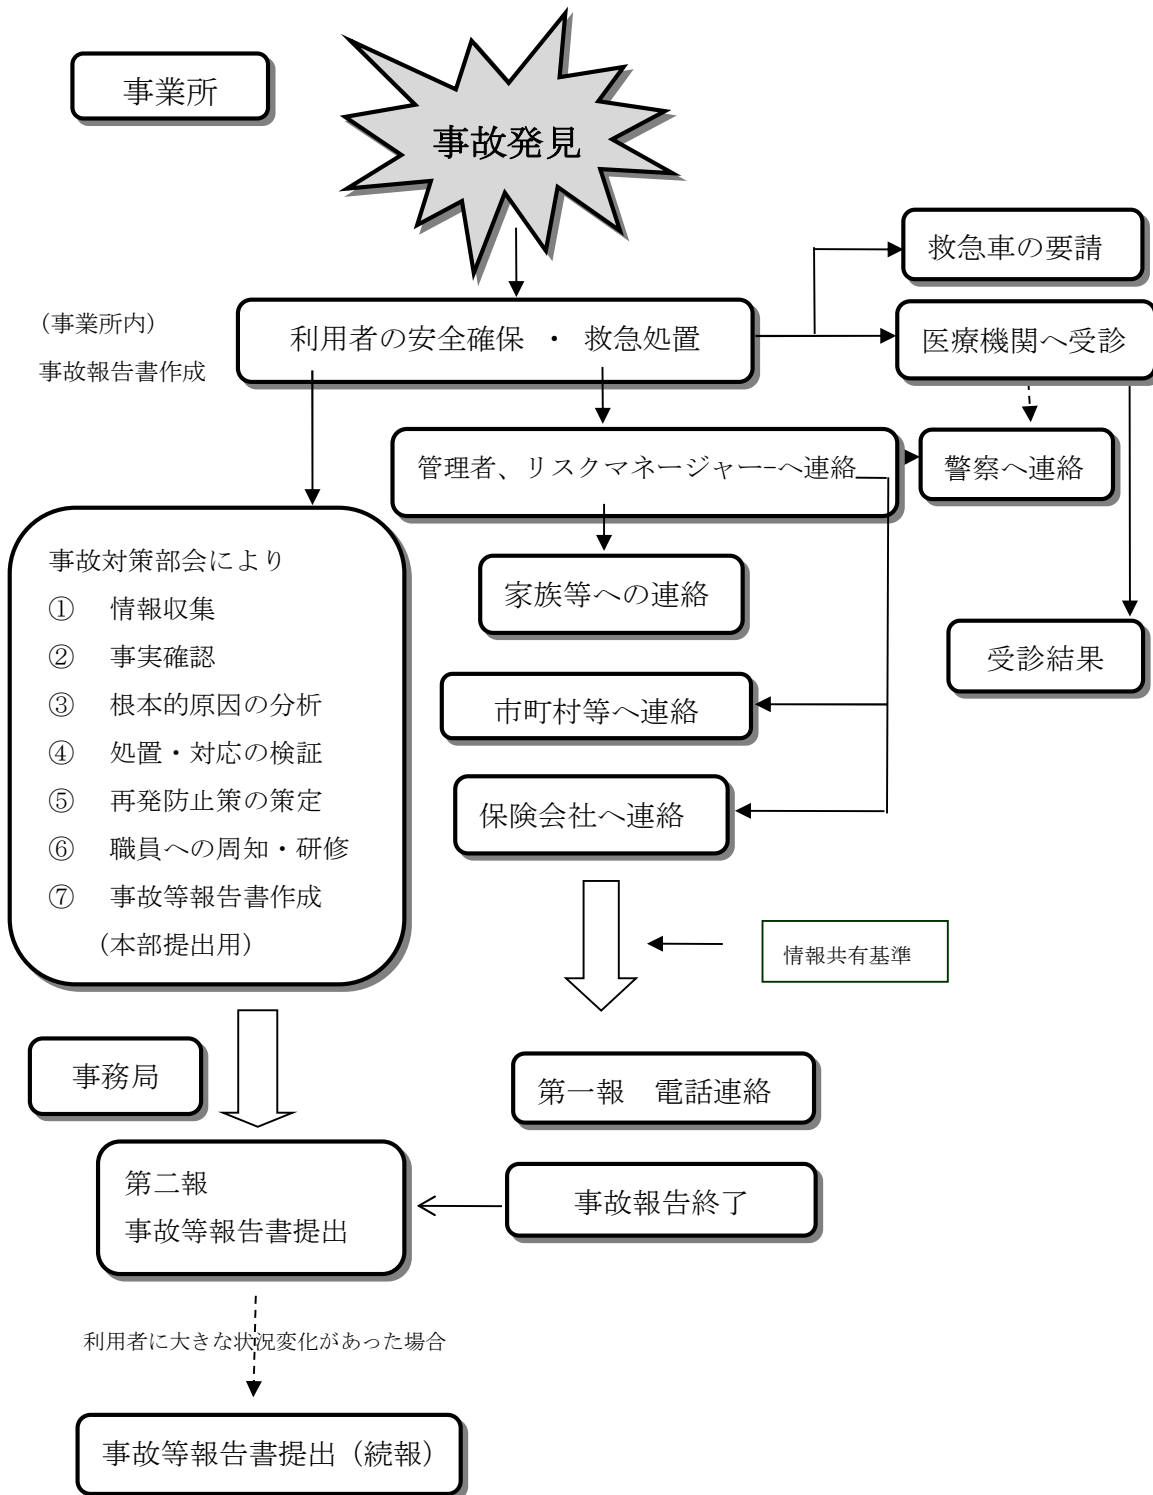 事業所
事故発見
救急車の要請
(事業所内)
利用者の安全確保 ・ 救急処置
医療機関へ受診
事故報告書作成
管理者、リスクマネージャー-へ連絡
警察へ連絡
事故対策部会により
① 情報収集
② 事実確認
③ 根本的原因の分析
④ 処置・対応の検証
⑤ 再発防止策の策定
⑥ 職員への周知・研修
⑦ 事故等報告書作成
(本部提出用)
家族等への連絡
受診結果
市町村等へ連絡
保険会社へ連絡
情報共有基準
事務局
第一報 電話連絡
第二報
事故等報告書提出
事故報告終了
利用者に大きな状況変化があった場合
事故等報告書提出(続報)